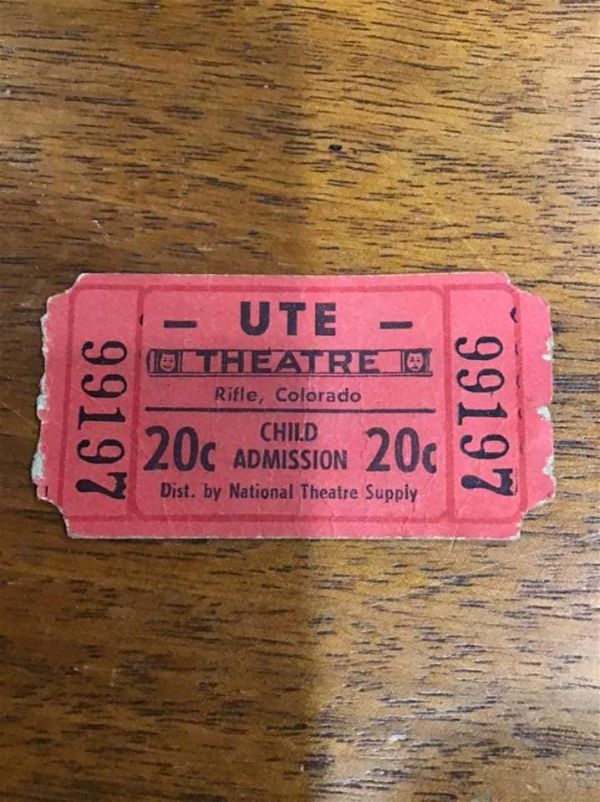 99197
— UTE —
THEATRE
Rifle, Colorado
20c CHILD ADMISSION 20c
Dist. by National Theatre Supply
99197